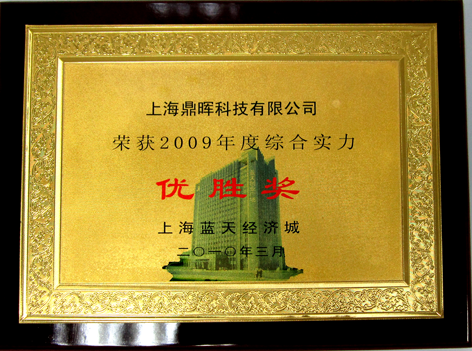 上海鼎晖科技有限公司
荣获2009年度综合实力
优胜奖
上海蓝天经济城
二〇一〇年三月